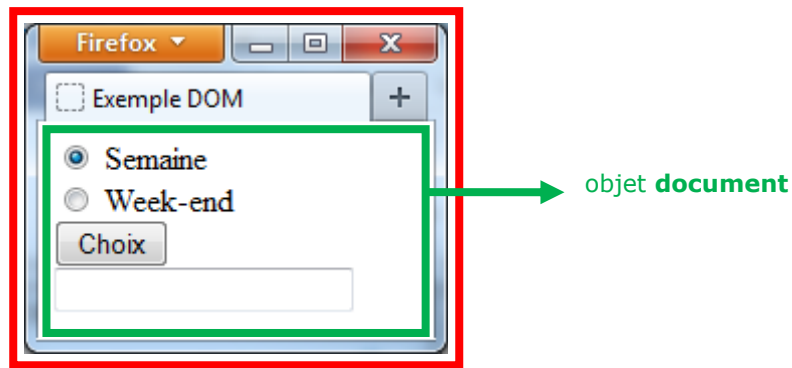 Firefox
Exemple DOM
Semaine
Week-end
Choix
objet document